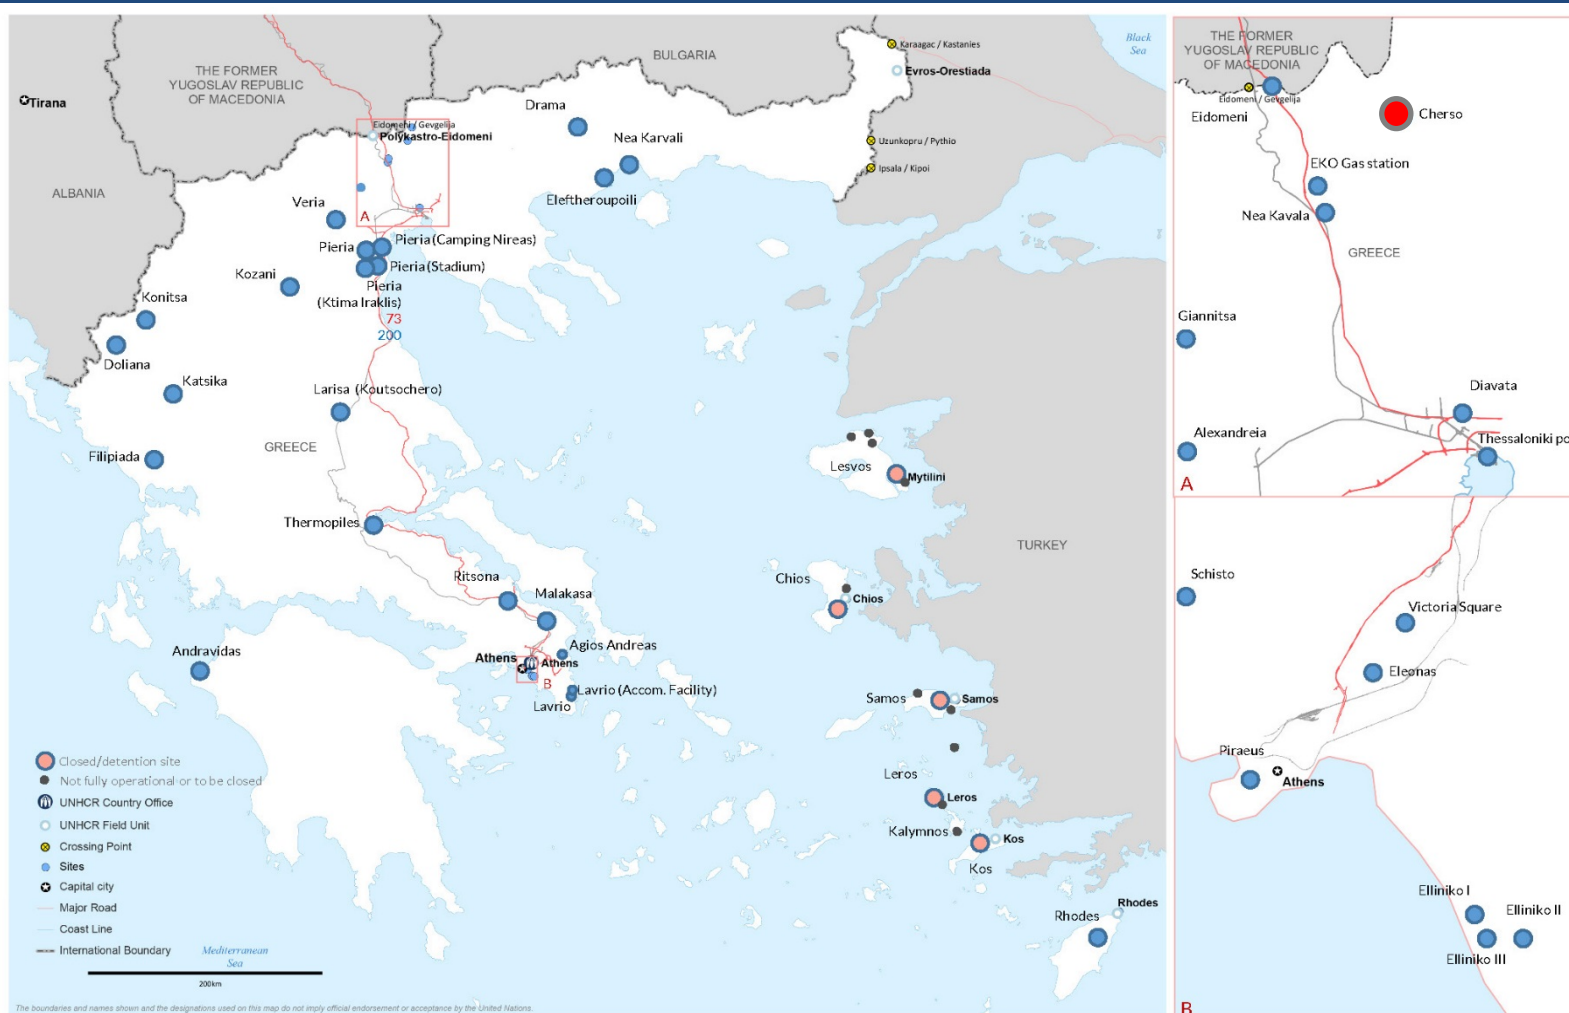 BULGARIA
Black
Sea
Karaagac / Kastanies
Evros-Orestiada
THE FORMER
YUGOSLAV REPUBLIC
OF MACEDONIA
Tirana
Drama
Eidomeni / Gevgelija
Polykastro-Eidomeni
Nea Karvali
Uzunkopru / Pythio
Ipsala / Kipoi
ALBANIA
Eleftheroupoili
Veria
A
Pieria
Pieria (Camping Nireas)
Pieria (Stadium)
Kozani
Pieria
(Ktima Iraklis)
73
200
Konitsa
Doliana
Katsika
Larisa (Koutsochero)
GREECE
Filipiada
Lesvos
Mytilini
Thermopiles
TURKEY
Ritsona
Malakasa
Chios
Chios
Agios Andreas
Andravidas
Athens
Athens
B
Lavrio (Accom. Facility)
Lavrio
Samos
Samos
Leros
Leros
Kalymnos
Kos
Kos
Rhodes
Rhodes
Closed/detention site
Not fully operational or to be closed
UNHCR Country Office
UNHCR Field Unit
Crossing Point
Sites
Capital city
Major Road
Coast Line
International Boundary
Mediterranean
Sea
200km
The boundaries and names shown and the designations used on this map do not imply official endorsement or acceptance by the United Nations.
THE FORMER
YUGOSLAV REPUBLIC
OF MACEDONIA
Eidomeni / Gevgelija
Eidomeni
Cherso
EKO Gas station
Nea Kavala
GREECE
Giannitsa
Diavata
Alexandreia
Thessaloniki po
A
Schisto
Victoria Square
Eleonas
Piraeus
Athens
Elliniko I
Elliniko II
Elliniko III
B